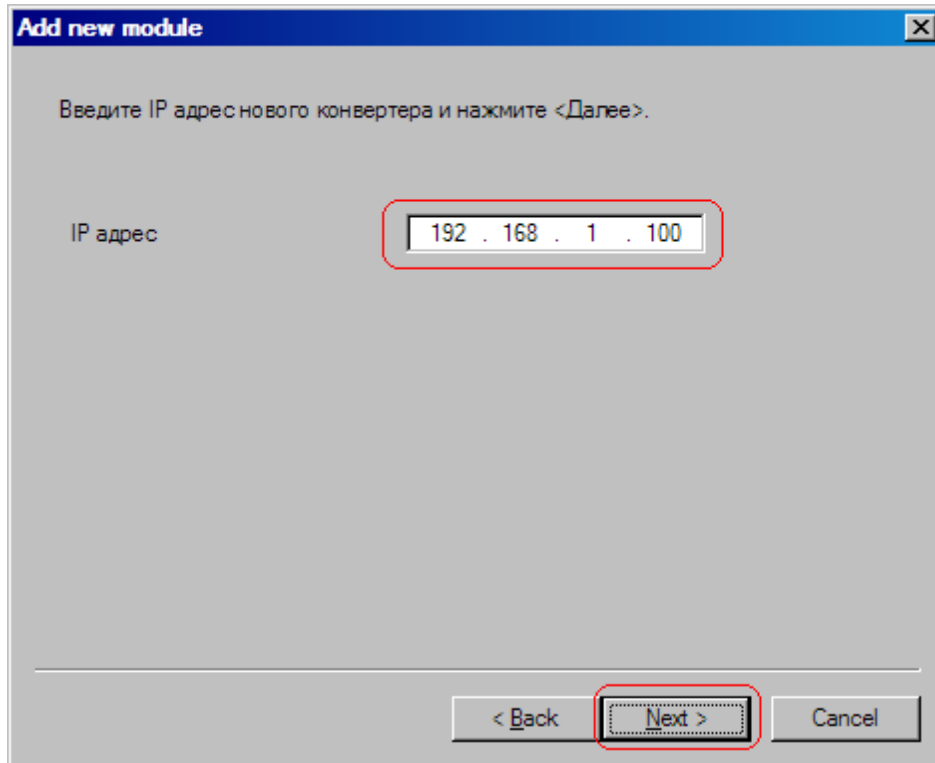 Add new module
Введите IP адрес нового конвертера и нажмите <Далее>.
IP адрес
192 . 168 . 1 . 100
< Back
Next >
Cancel